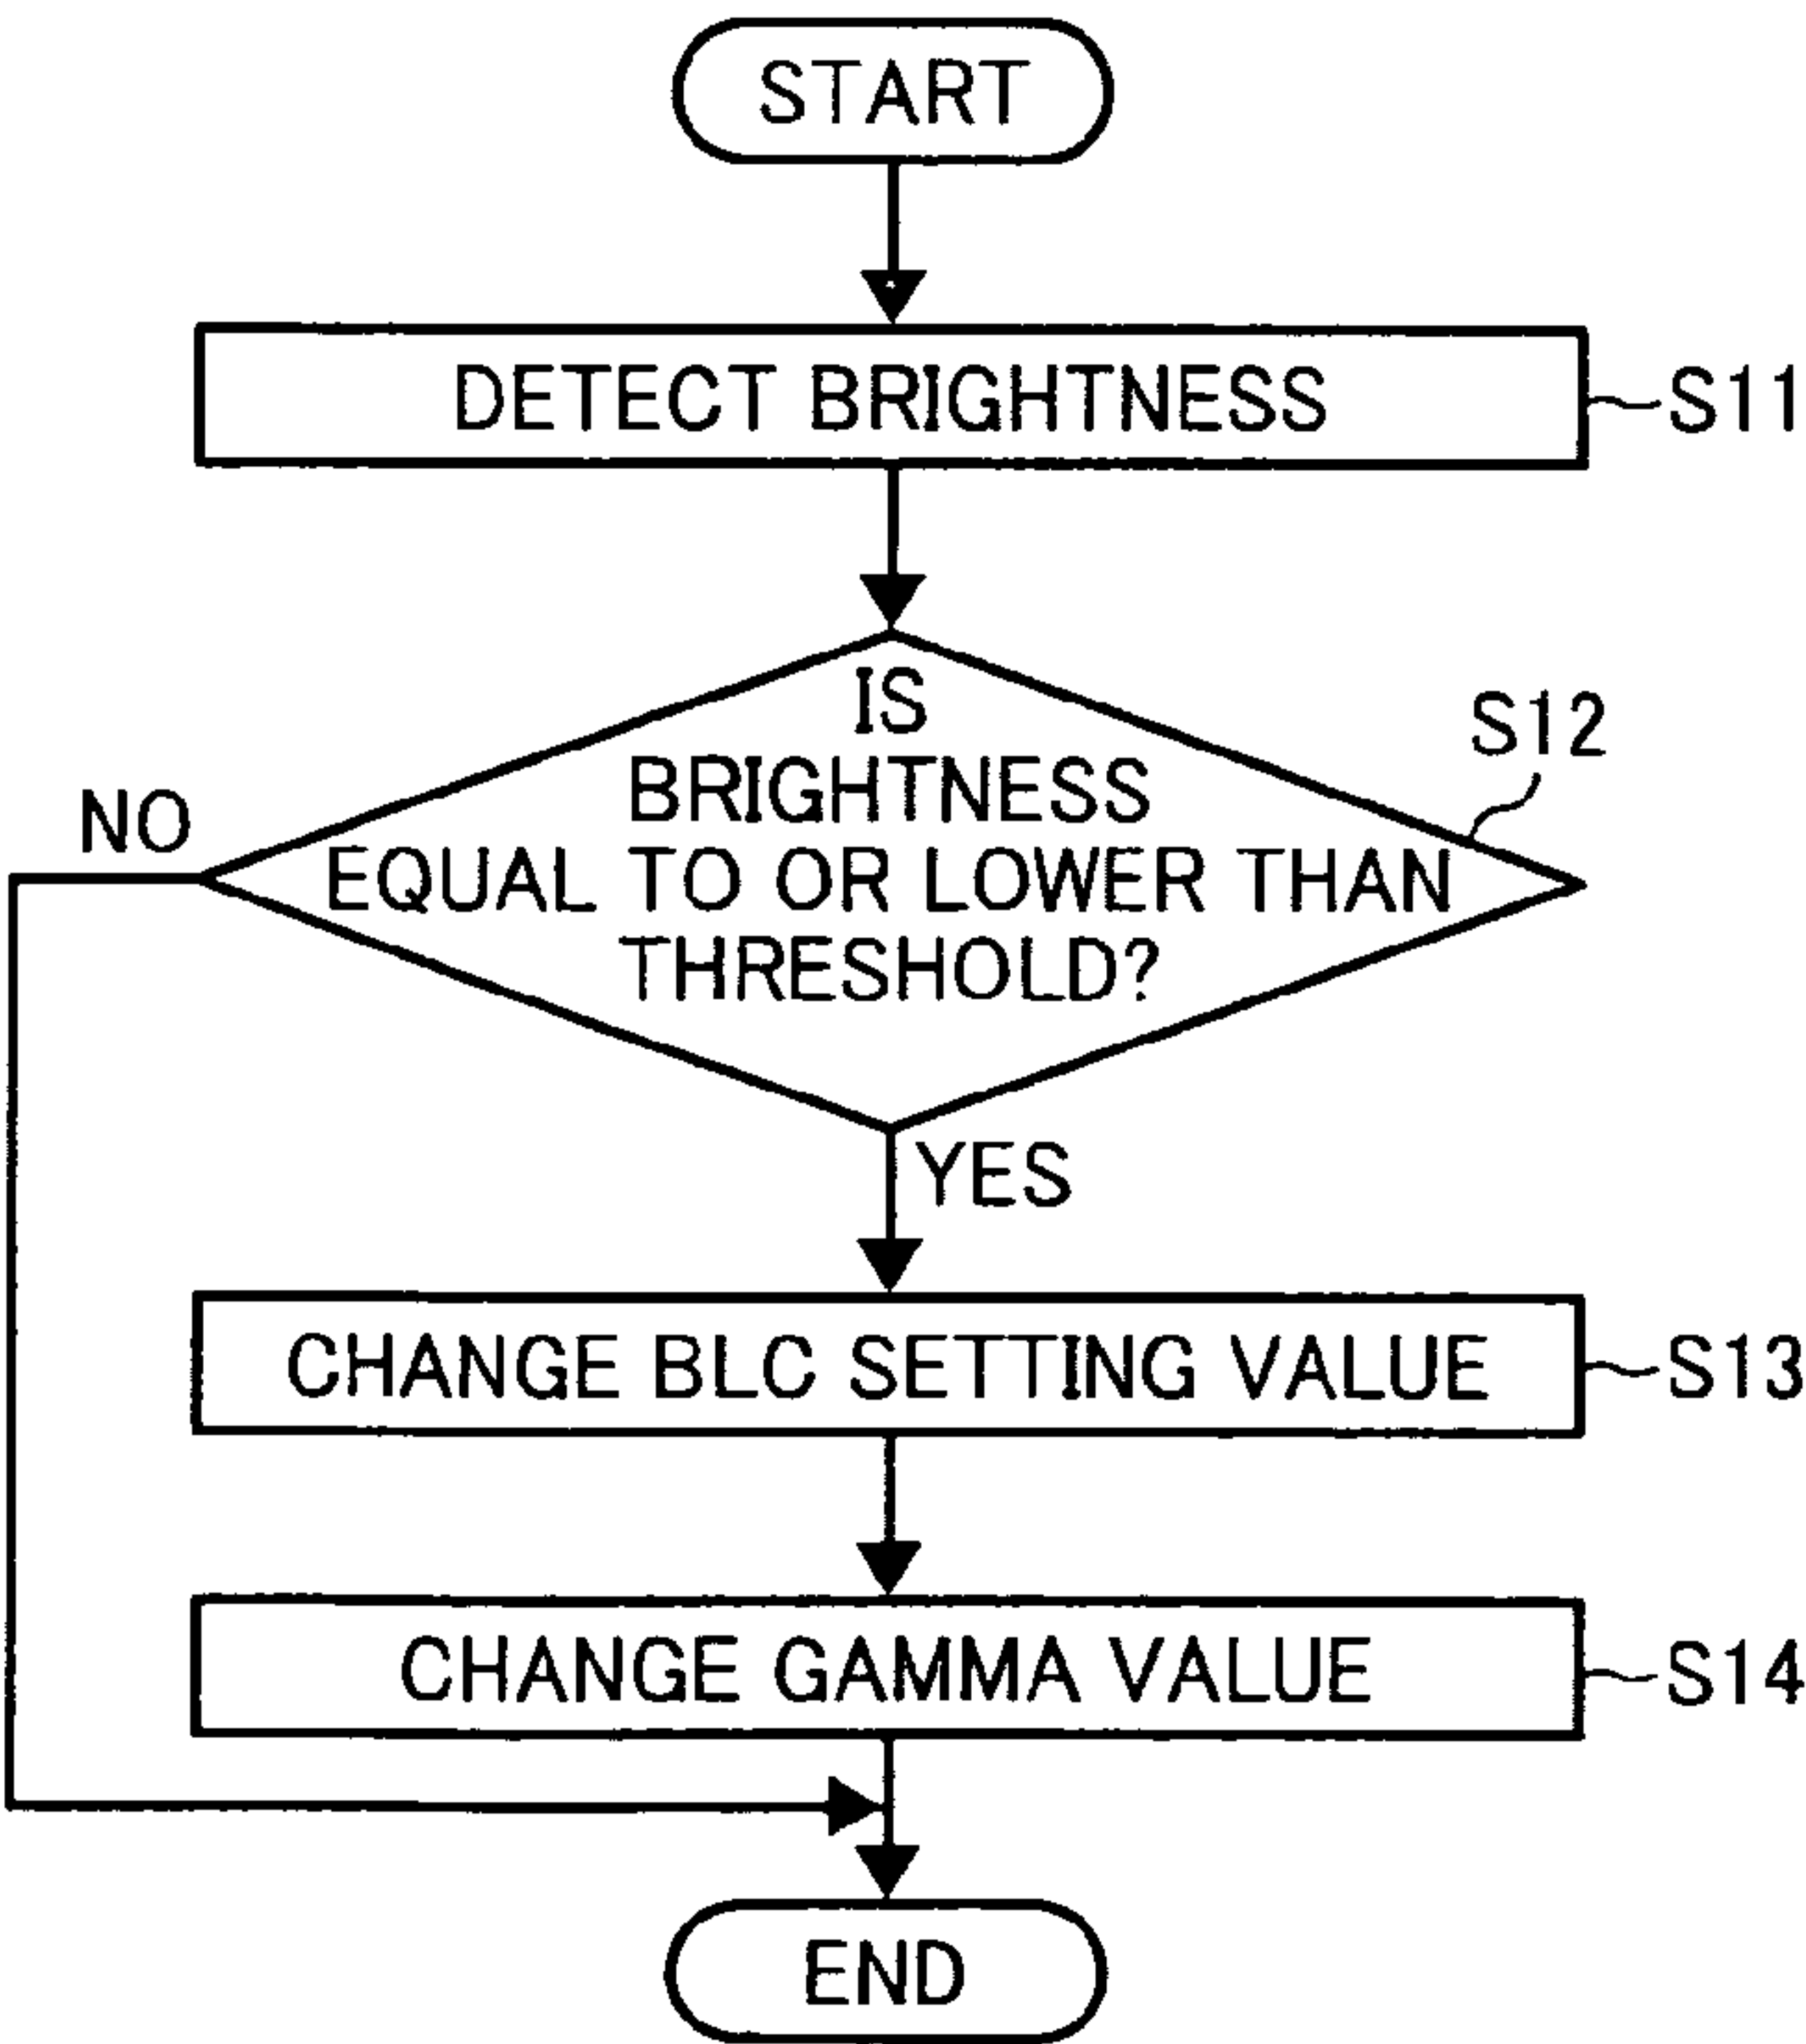 START
DETECT BRIGHTNESS
S11
IS
BRIGHTNESS
EQUAL TO OR LOWER THAN
THRESHOLD?
S12
NO
YES
CHANGE BLC SETTING VALUE
S13
CHANGE GAMMA VALUE
S14
END